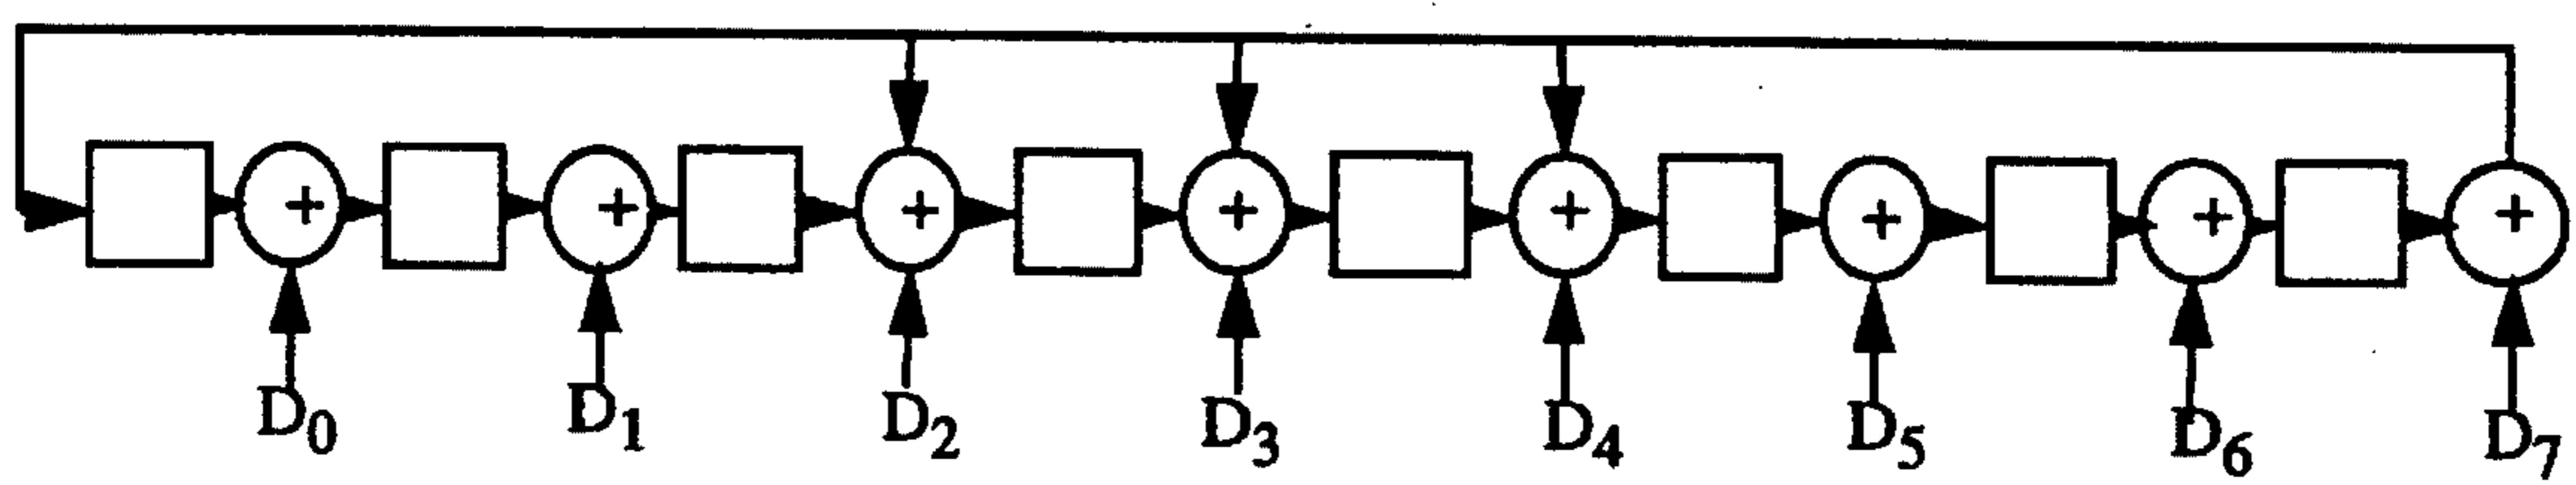 + + + + + + + +
D₀ D₁ D₂ D₃ D₄ D₅ D₆ D₇